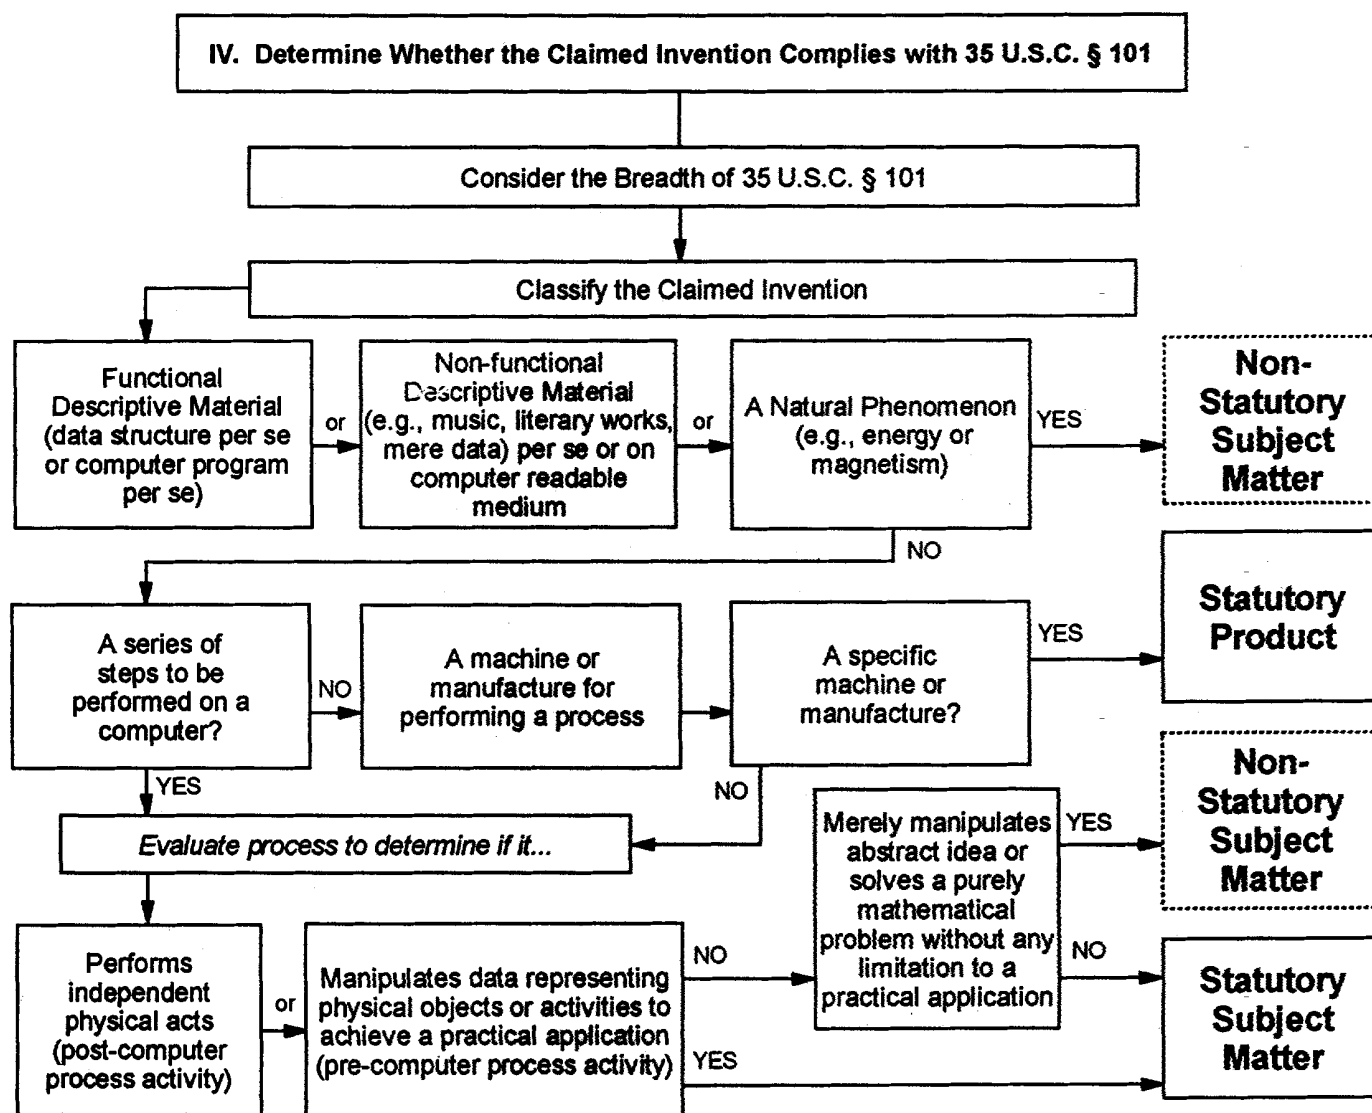 IV. Determine Whether the Claimed Invention Complies with 35 U.S.C. § 101
Consider the Breadth of 35 U.S.C. § 101
Classify the Claimed Invention
Functional
Descriptive Material
(data structure per se
or computer program
per se)
or
Non-functional
Descriptive Material
(e.g., music, literary works,
mere data) per se or on
computer readable
medium
or
A Natural Phenomenon
(e.g., energy or
magnetism)
YES
Non-
Statutory
Subject
Matter
NO
A series of
steps to be
performed on a
computer?
NO
A machine or
manufacture for
performing a process
A specific
machine or
manufacture?
YES
Statutory
Product
YES
NO
Evaluate process to determine if it...
Merely manipulates
abstract idea or
solves a purely
mathematical
problem without any
limitation to a
practical application
YES
Non-
Statutory
Subject
Matter
Performs
independent
physical acts
(post-computer
process activity)
or
Manipulates data representing
physical objects or activities to
achieve a practical application
(pre-computer process activity)
NO
NO
YES
Statutory
Subject
Matter